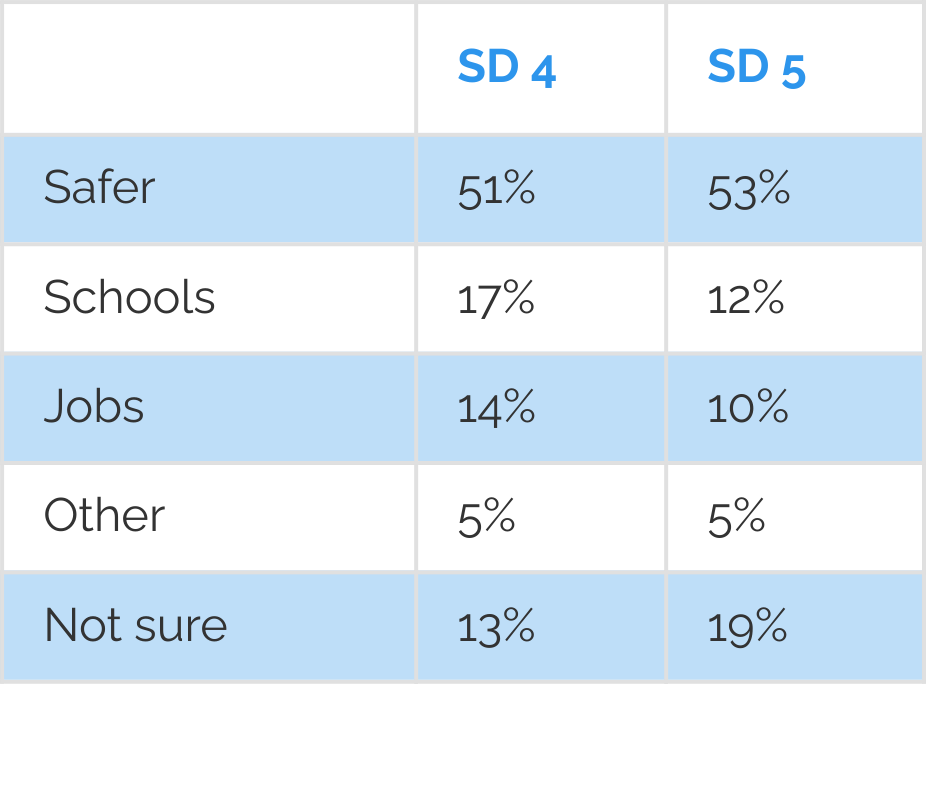 SD 4 SD 5
Safer 51% 53%
Schools 17% 12%
Jobs 14% 10%
Other 5% 5%
Not sure 13% 19%